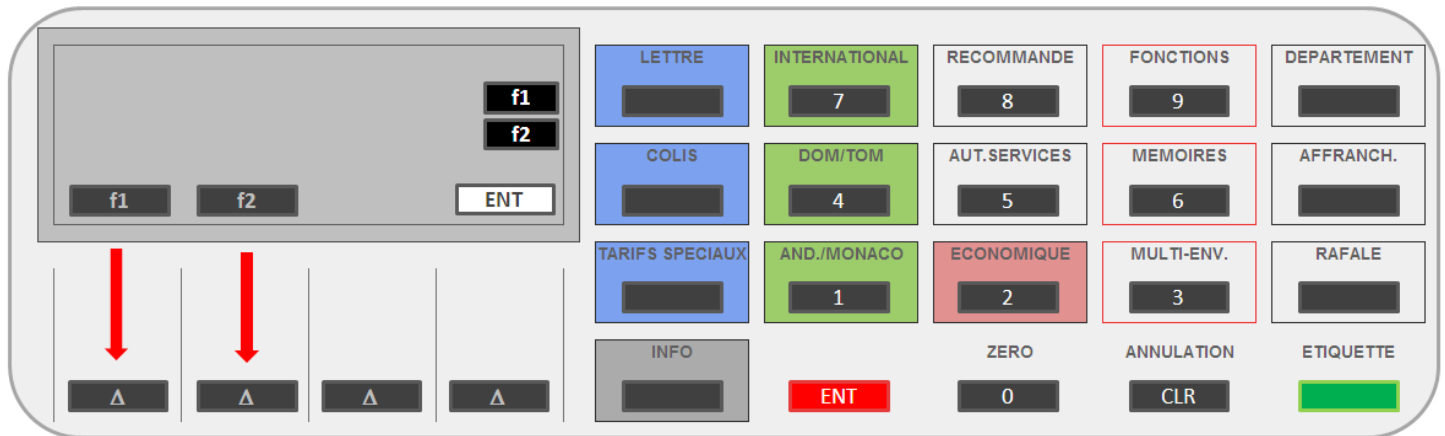 f1
f2
f1 f2 ENT
Δ Δ Δ Δ
LETTRE INTERNATIONAL RECOMMANDE FONCTIONS DEPARTEMENT
7 8 9
COLIS DOM/TOM AUT.SERVICES MEMOIRES AFFRANCH.
4 5 6
TARIFS SPECIAUX AND./MONACO ECONOMIQUE MULTI-ENV. RAFALE
1 2 3
INFO ZERO ANNULATION ETIQUETTE
ENT 0 CLR